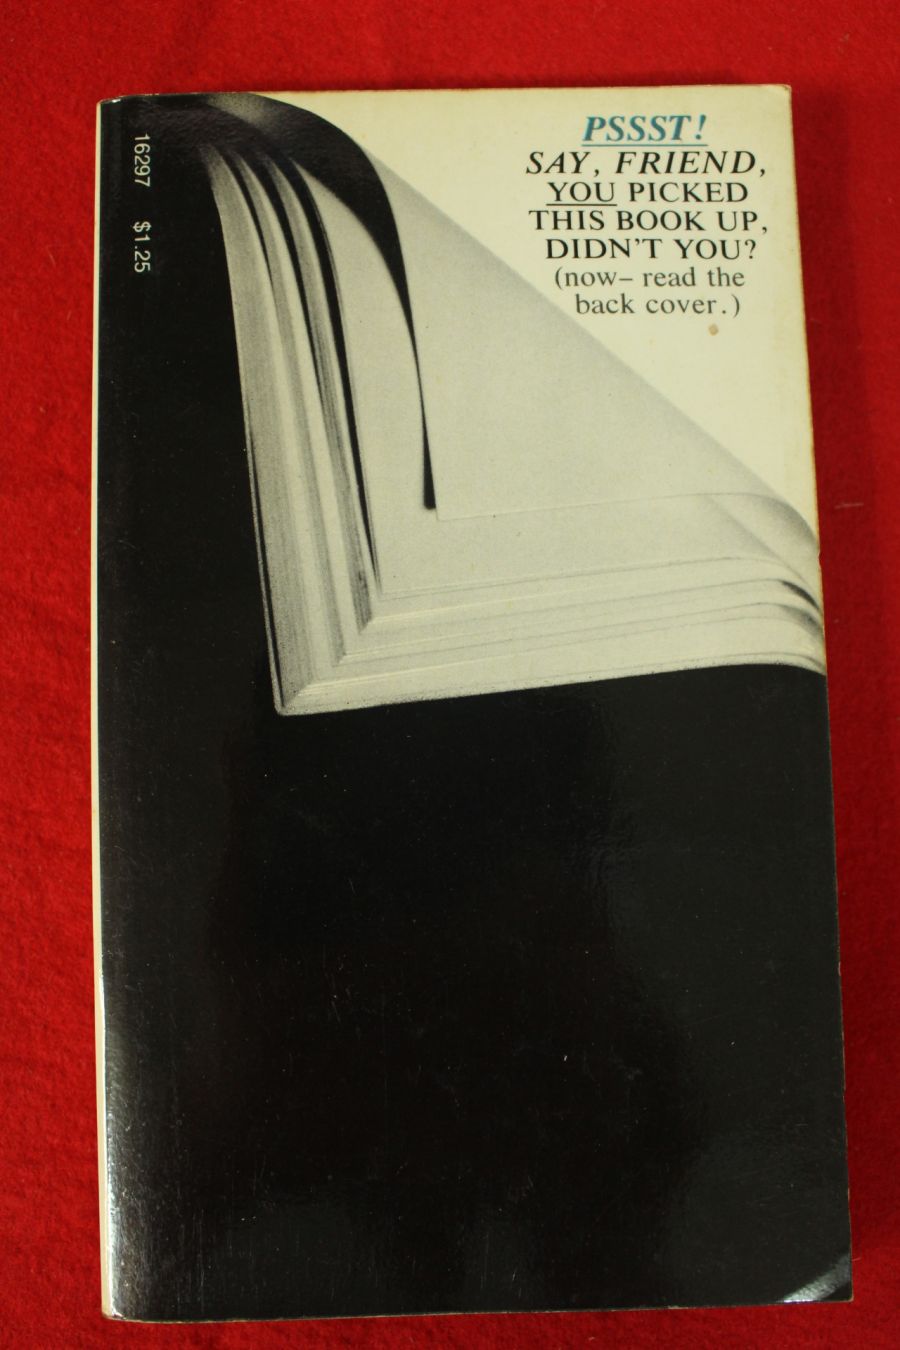 PSSST!
SAY, FRIEND,
YOU PICKED
THIS BOOK UP,
DIDN'T YOU?
(now– read the
back cover.)
16297 $1.25